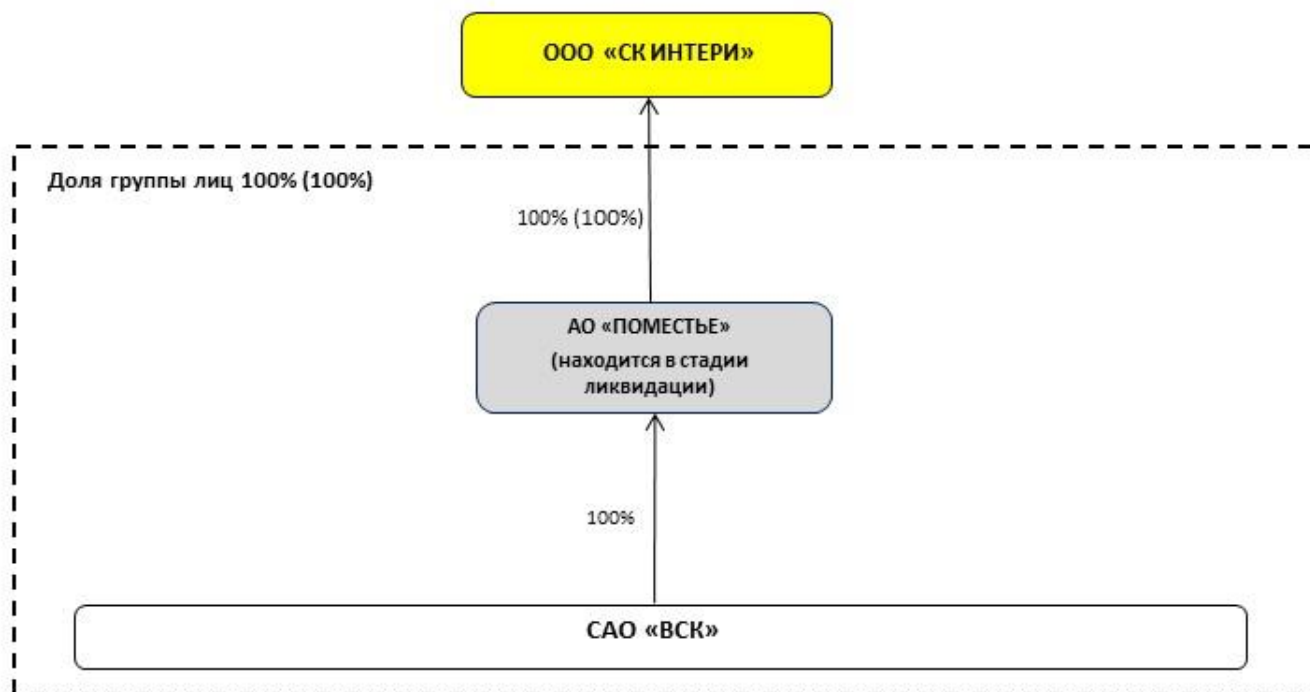 ООО «СК ИНТЕРИ»
Доля группы лиц 100% (100%)
100% (100%)
АО «ПОМЕСТЬЕ»
(находится в стадии
ликвидации)
100%
САО «ВСК»